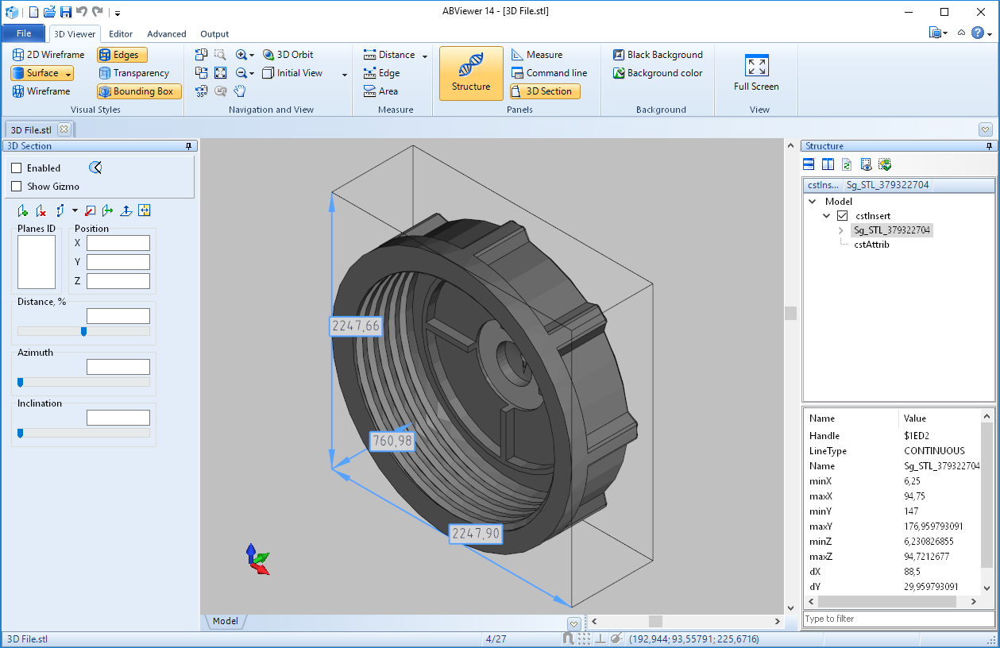 ABViewer 14 - [3D File.stl]
File
3D Viewer
Editor
Advanced
Output
2D Wireframe
Surface
Wireframe
Edges
Transparency
Bounding Box
Visual Styles
35°
3D Orbit
Initial View
Navigation and View
Distance
Edge
Area
Measure
Structure
Measure
Command line
3D Section
Panels
Black Background
Background color
Background
Full Screen
View
3D File.stl
3D Section
Enabled
Show Gizmo
Planes ID
Position
X
Y
Z
Distance, %
Azimuth
Inclination
2247,66
760,98
2247,90
Model
Structure
cstIns...
Sg_STL_379322704
Model
cstInsert
Sg_STL_379322704
cstAttrib
Name Value
Handle $1ED2
LineType CONTINUOUS
Name Sg_STL_379322704
minX 6,25
maxX 94,75
minY 147
maxY 176,959793091
minZ 6,230826855
maxZ 94,7212677
dX 88,5
dY 29,959793091
Type to filter
3D File.stl
4/27
(192,944; 93,55791; 225,6716)